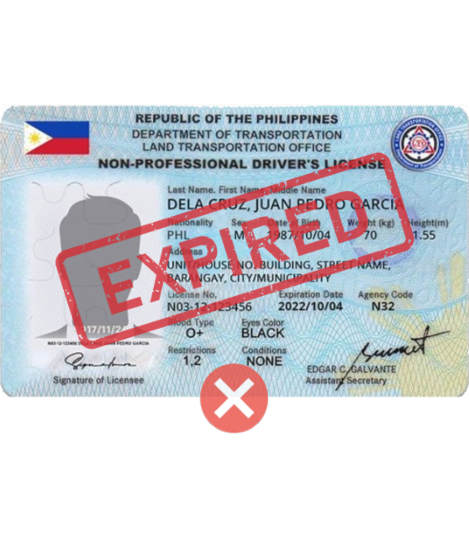 REPUBLIC OF THE PHILIPPINES
DEPARTMENT OF TRANSPORTATION
LAND TRANSPORTATION OFFICE
NON-PROFESSIONAL DRIVER'S LICENSE
Last Name. First Name. Middle Name
DELA CRUZ, JUAN PEDRO GARCIA
Nationality Sex Date of Birth Weight (kg) Height(m)
PHL M 1987/10/04 70 1.55
Address
UNIT/HOUSE NO. BUILDING, STREET NAME,
BARANGAY, CITY/MUNICIPALITY
License No. Expiration Date Agency Code
N03-12-123456 2022/10/04 N32
Blood Type Eyes Color
O+ BLACK
Restrictions Conditions
1,2 NONE
EXPIRED
2017/11/2
N03-12-123456 JUAN PEDRO GARCIA
Signature of Licensee
EDGAR C. GALVANTE
Assistant Secretary